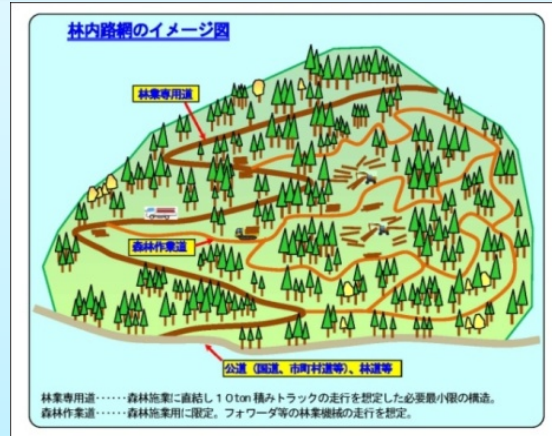 林内路網のイメージ図
林業専用道
森林作業道
公道（国道、市町村道等）、林道等
林業専用道……森林施業に直結し１０ton 積みトラックの走行を想定した必要最小限の構造。
森林作業道……森林施業用に限定。フォワーダ等の林業機械の走行を想定。